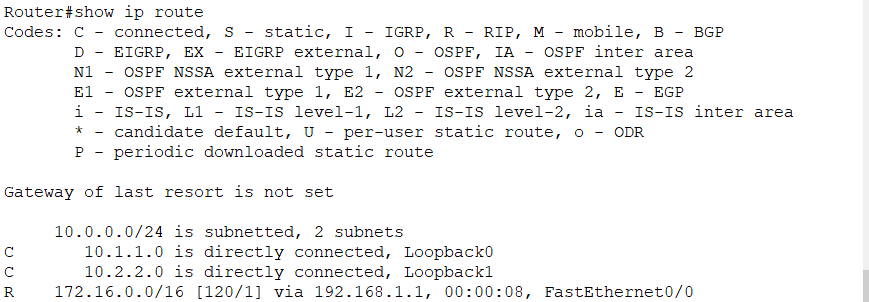 Router#show ip route
Codes: C - connected, S - static, I - IGRP, R - RIP, M - mobile, B - BGP
       D - EIGRP, EX - EIGRP external, O - OSPF, IA - OSPF inter area
       N1 - OSPF NSSA external type 1, N2 - OSPF NSSA external type 2
       E1 - OSPF external type 1, E2 - OSPF external type 2, E - EGP
       i - IS-IS, L1 - IS-IS level-1, L2 - IS-IS level-2, ia - IS-IS inter area
       * - candidate default, U - per-user static route, o - ODR
       P - periodic downloaded static route

Gateway of last resort is not set

     10.0.0.0/24 is subnetted, 2 subnets
C       10.1.1.0 is directly connected, Loopback0
C       10.2.2.0 is directly connected, Loopback1
R    172.16.0.0/16 [120/1] via 192.168.1.1, 00:00:08, FastEthernet0/0